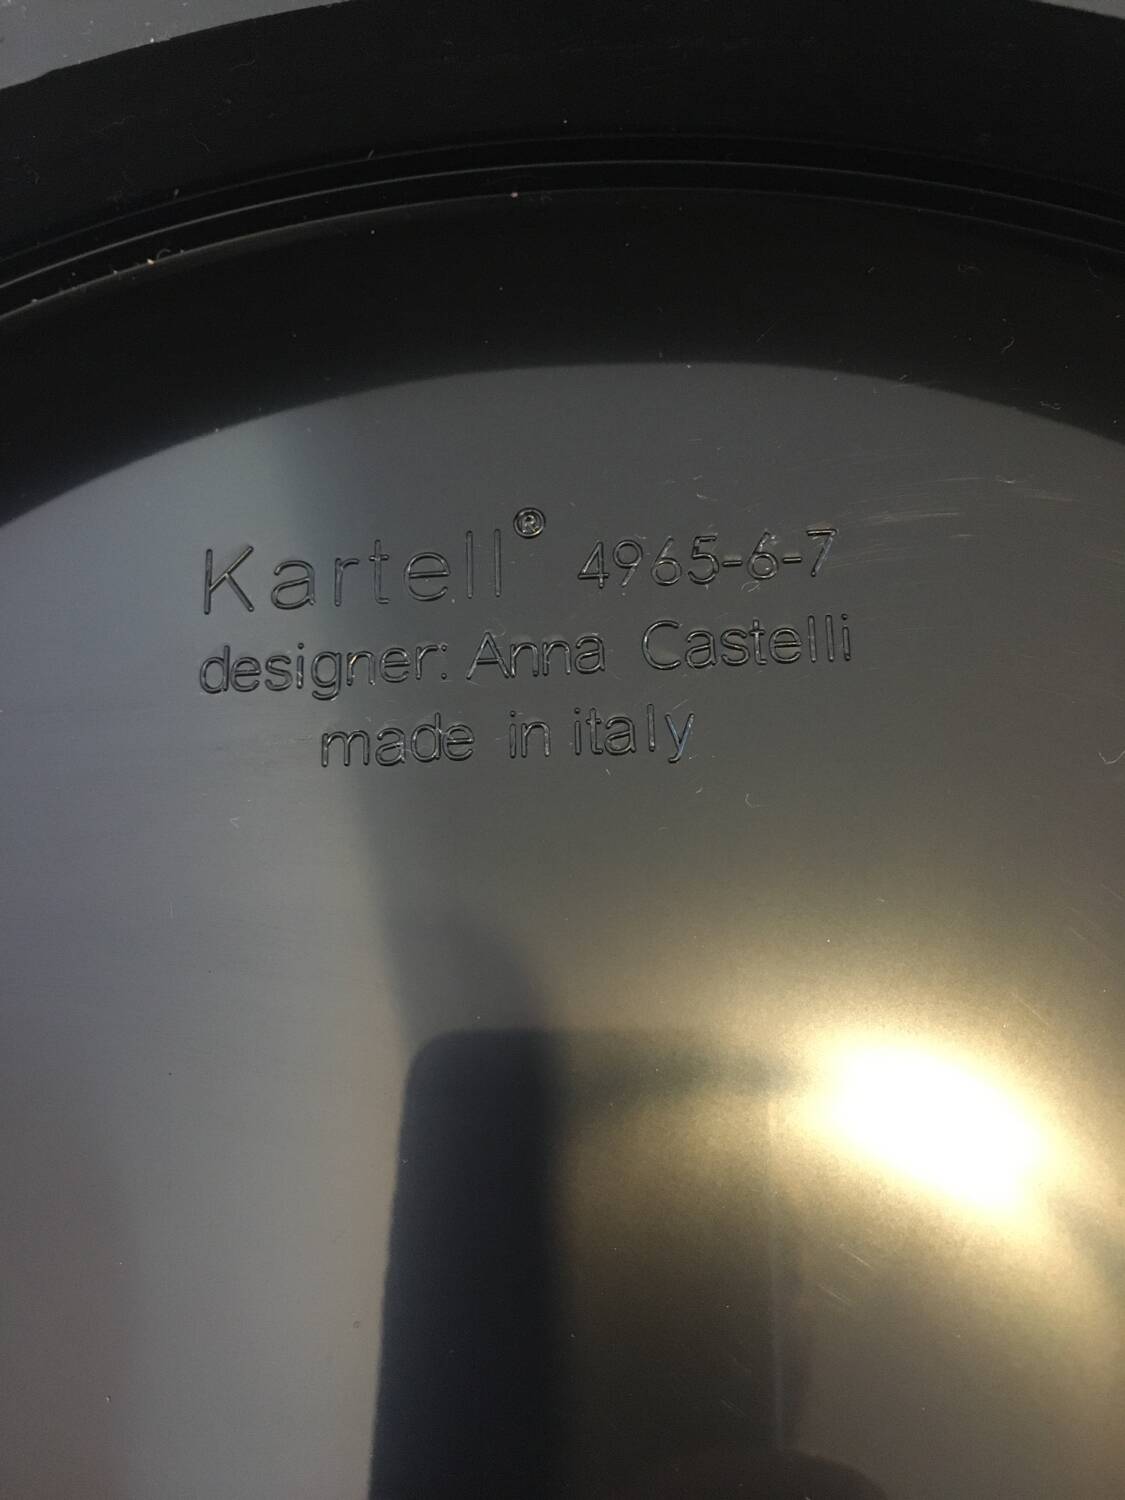 Kartell® 4965-6-7
designer: Anna Castelli
made in italy